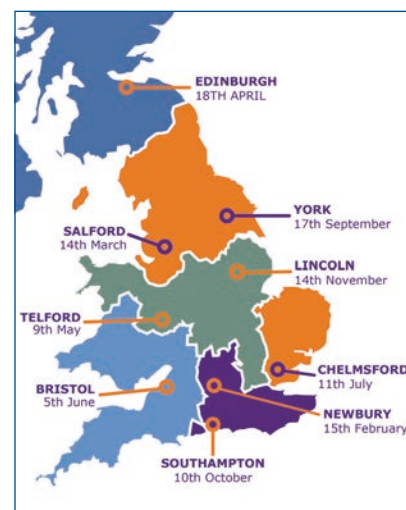 EDINBURGH
18TH APRIL
YORK
17th September
SALFORD
14th March
LINCOLN
14th November
TELFORD
9th May
CHELMSFORD
11th July
BRISTOL
5th June
NEWBURY
15th February
SOUTHAMPTON
10th October